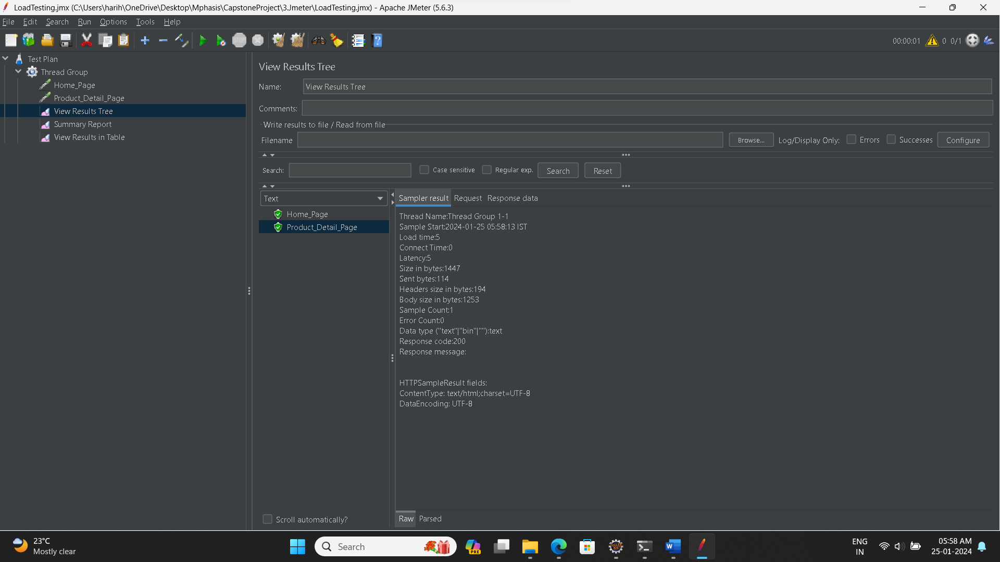 LoadTesting.jmx (C:\Users\harih\OneDrive\Desktop\Mphasis\CapstoneProject\3.Jmeter\LoadTesting.jmx) - Apache JMeter (5.6.3)
File Edit Search Run Options Tools Help
STOP
00:00:01 0 0/1
Test Plan
Thread Group
Home_Page
Product_Detail_Page
View Results Tree
Summary Report
View Results in Table
View Results Tree
Name: View Results Tree
Comments:
Write results to file / Read from file
Filename Browse... Log/Display Only: Errors Successes Configure
Search: Case sensitive Regular exp. Search Reset
Text
Home_Page
Product_Detail_Page
Scroll automatically?
Sampler result Request Response data
Thread Name:Thread Group 1-1
Sample Start:2024-01-25 05:58:13 IST
Load time:5
Connect Time:0
Latency:5
Size in bytes:1447
Sent bytes:114
Headers size in bytes:194
Body size in bytes:1253
Sample Count:1
Error Count:0
Data type ("text"|"bin"|""):text
Response code:200
Response message:
HTTPSampleResult fields:
ContentType: text/html;charset=UTF-8
DataEncoding: UTF-8
Raw Parsed
23°C
Mostly clear
Search
PRE
IDE
W
ENG
IN
05:58 AM
25-01-2024